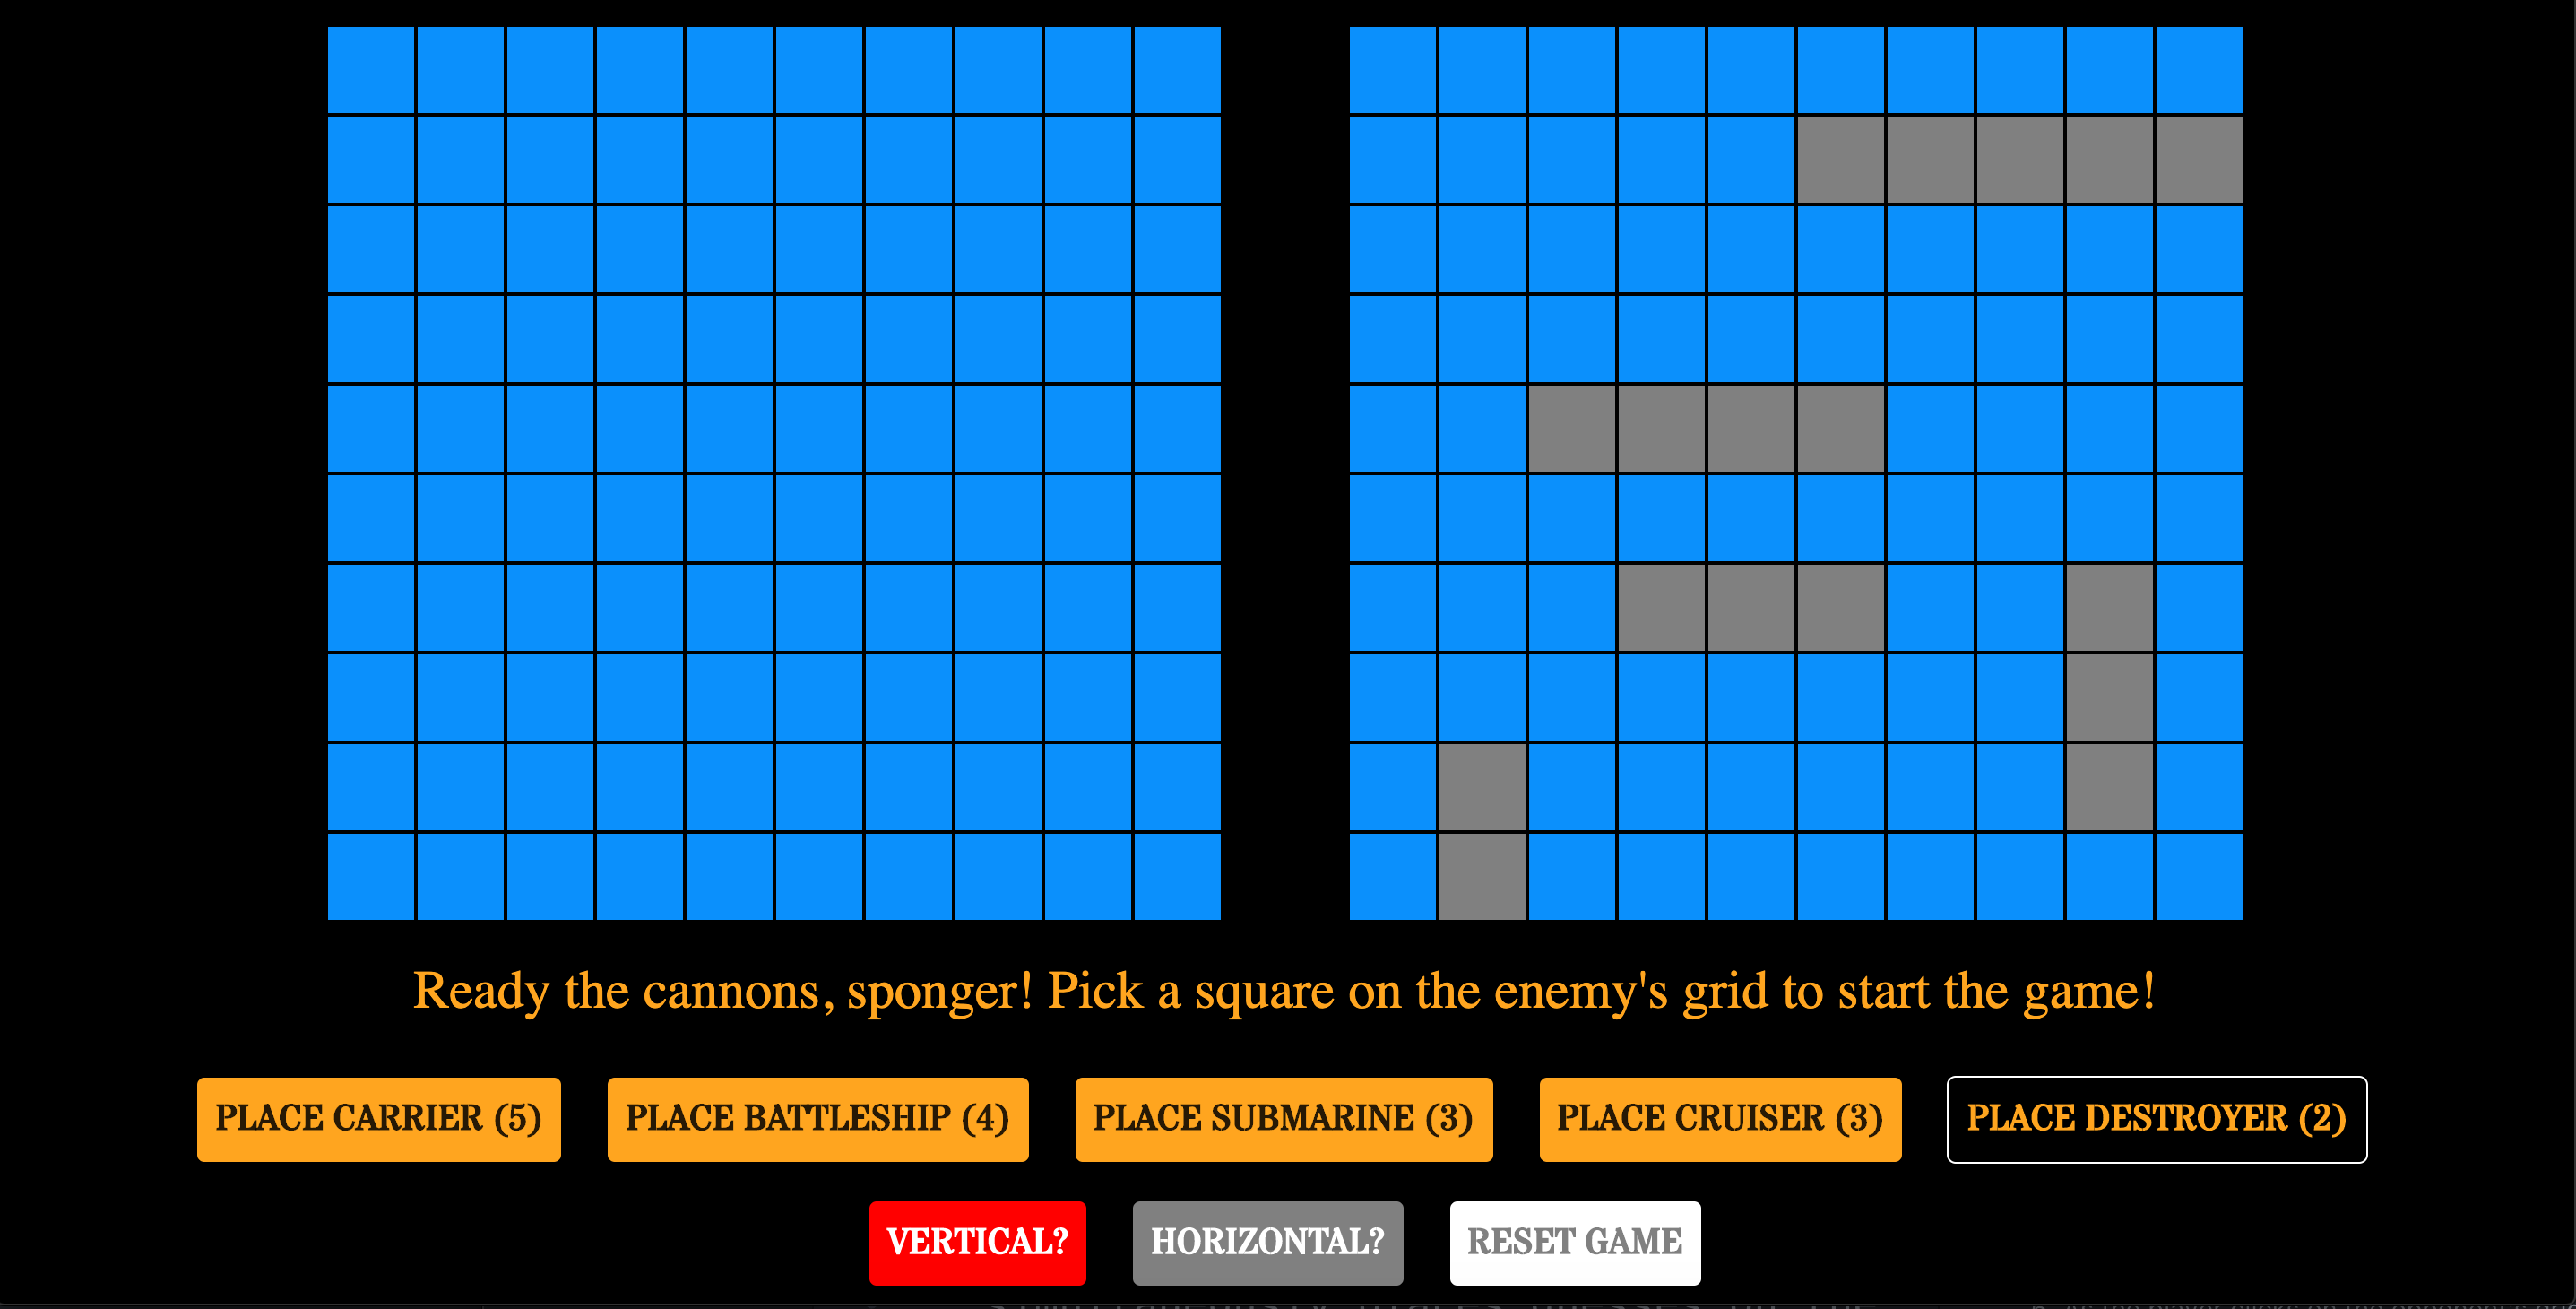 Ready the cannons, sponger! Pick a square on the enemy's grid to start the game!
PLACE CARRIER (5) PLACE BATTLESHIP (4) PLACE SUBMARINE (3) PLACE CRUISER (3) PLACE DESTROYER (2)
VERTICAL? HORIZONTAL? RESET GAME